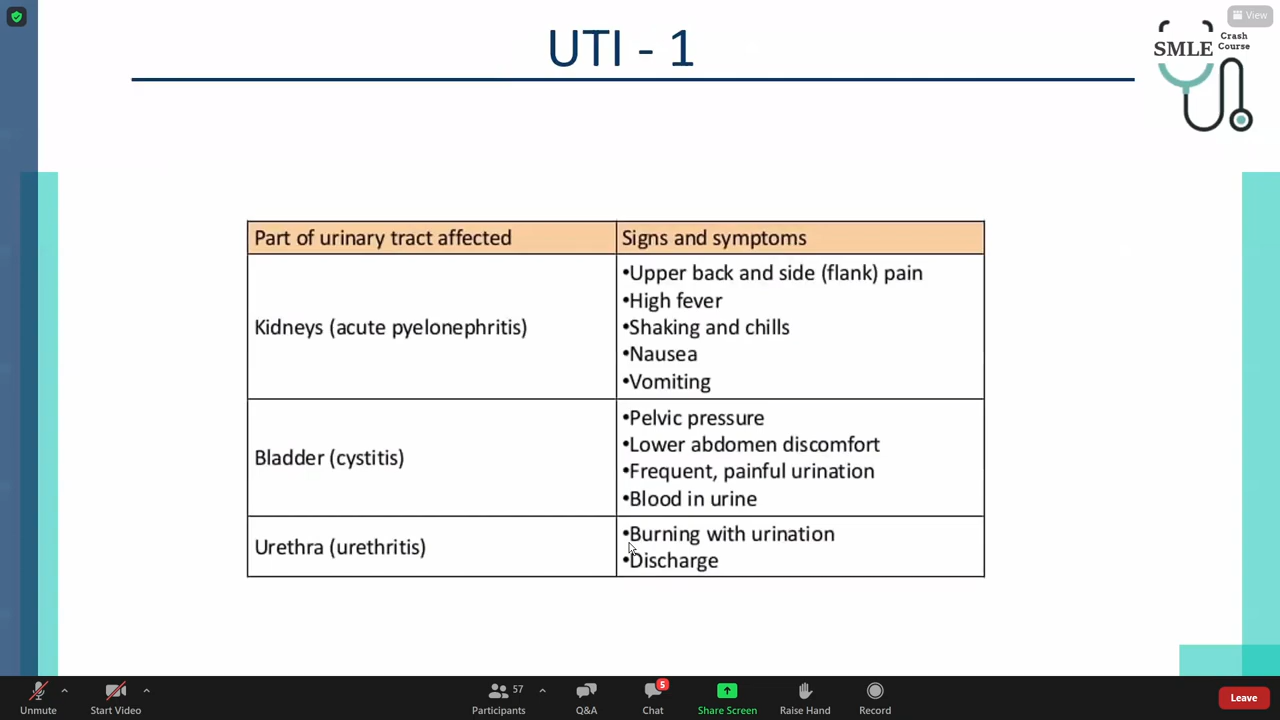 View
UTI - 1
SMLE Crash Course
Part of urinary tract affected
Signs and symptoms
Kidneys (acute pyelonephritis)
•Upper back and side (flank) pain
•High fever
•Shaking and chills
•Nausea
•Vomiting
Bladder (cystitis)
•Pelvic pressure
•Lower abdomen discomfort
•Frequent, painful urination
•Blood in urine
Urethra (urethritis)
•Burning with urination
•Discharge
57
5
Unmute
Start Video
Participants
Q&A
Chat
Share Screen
Raise Hand
Record
Leave